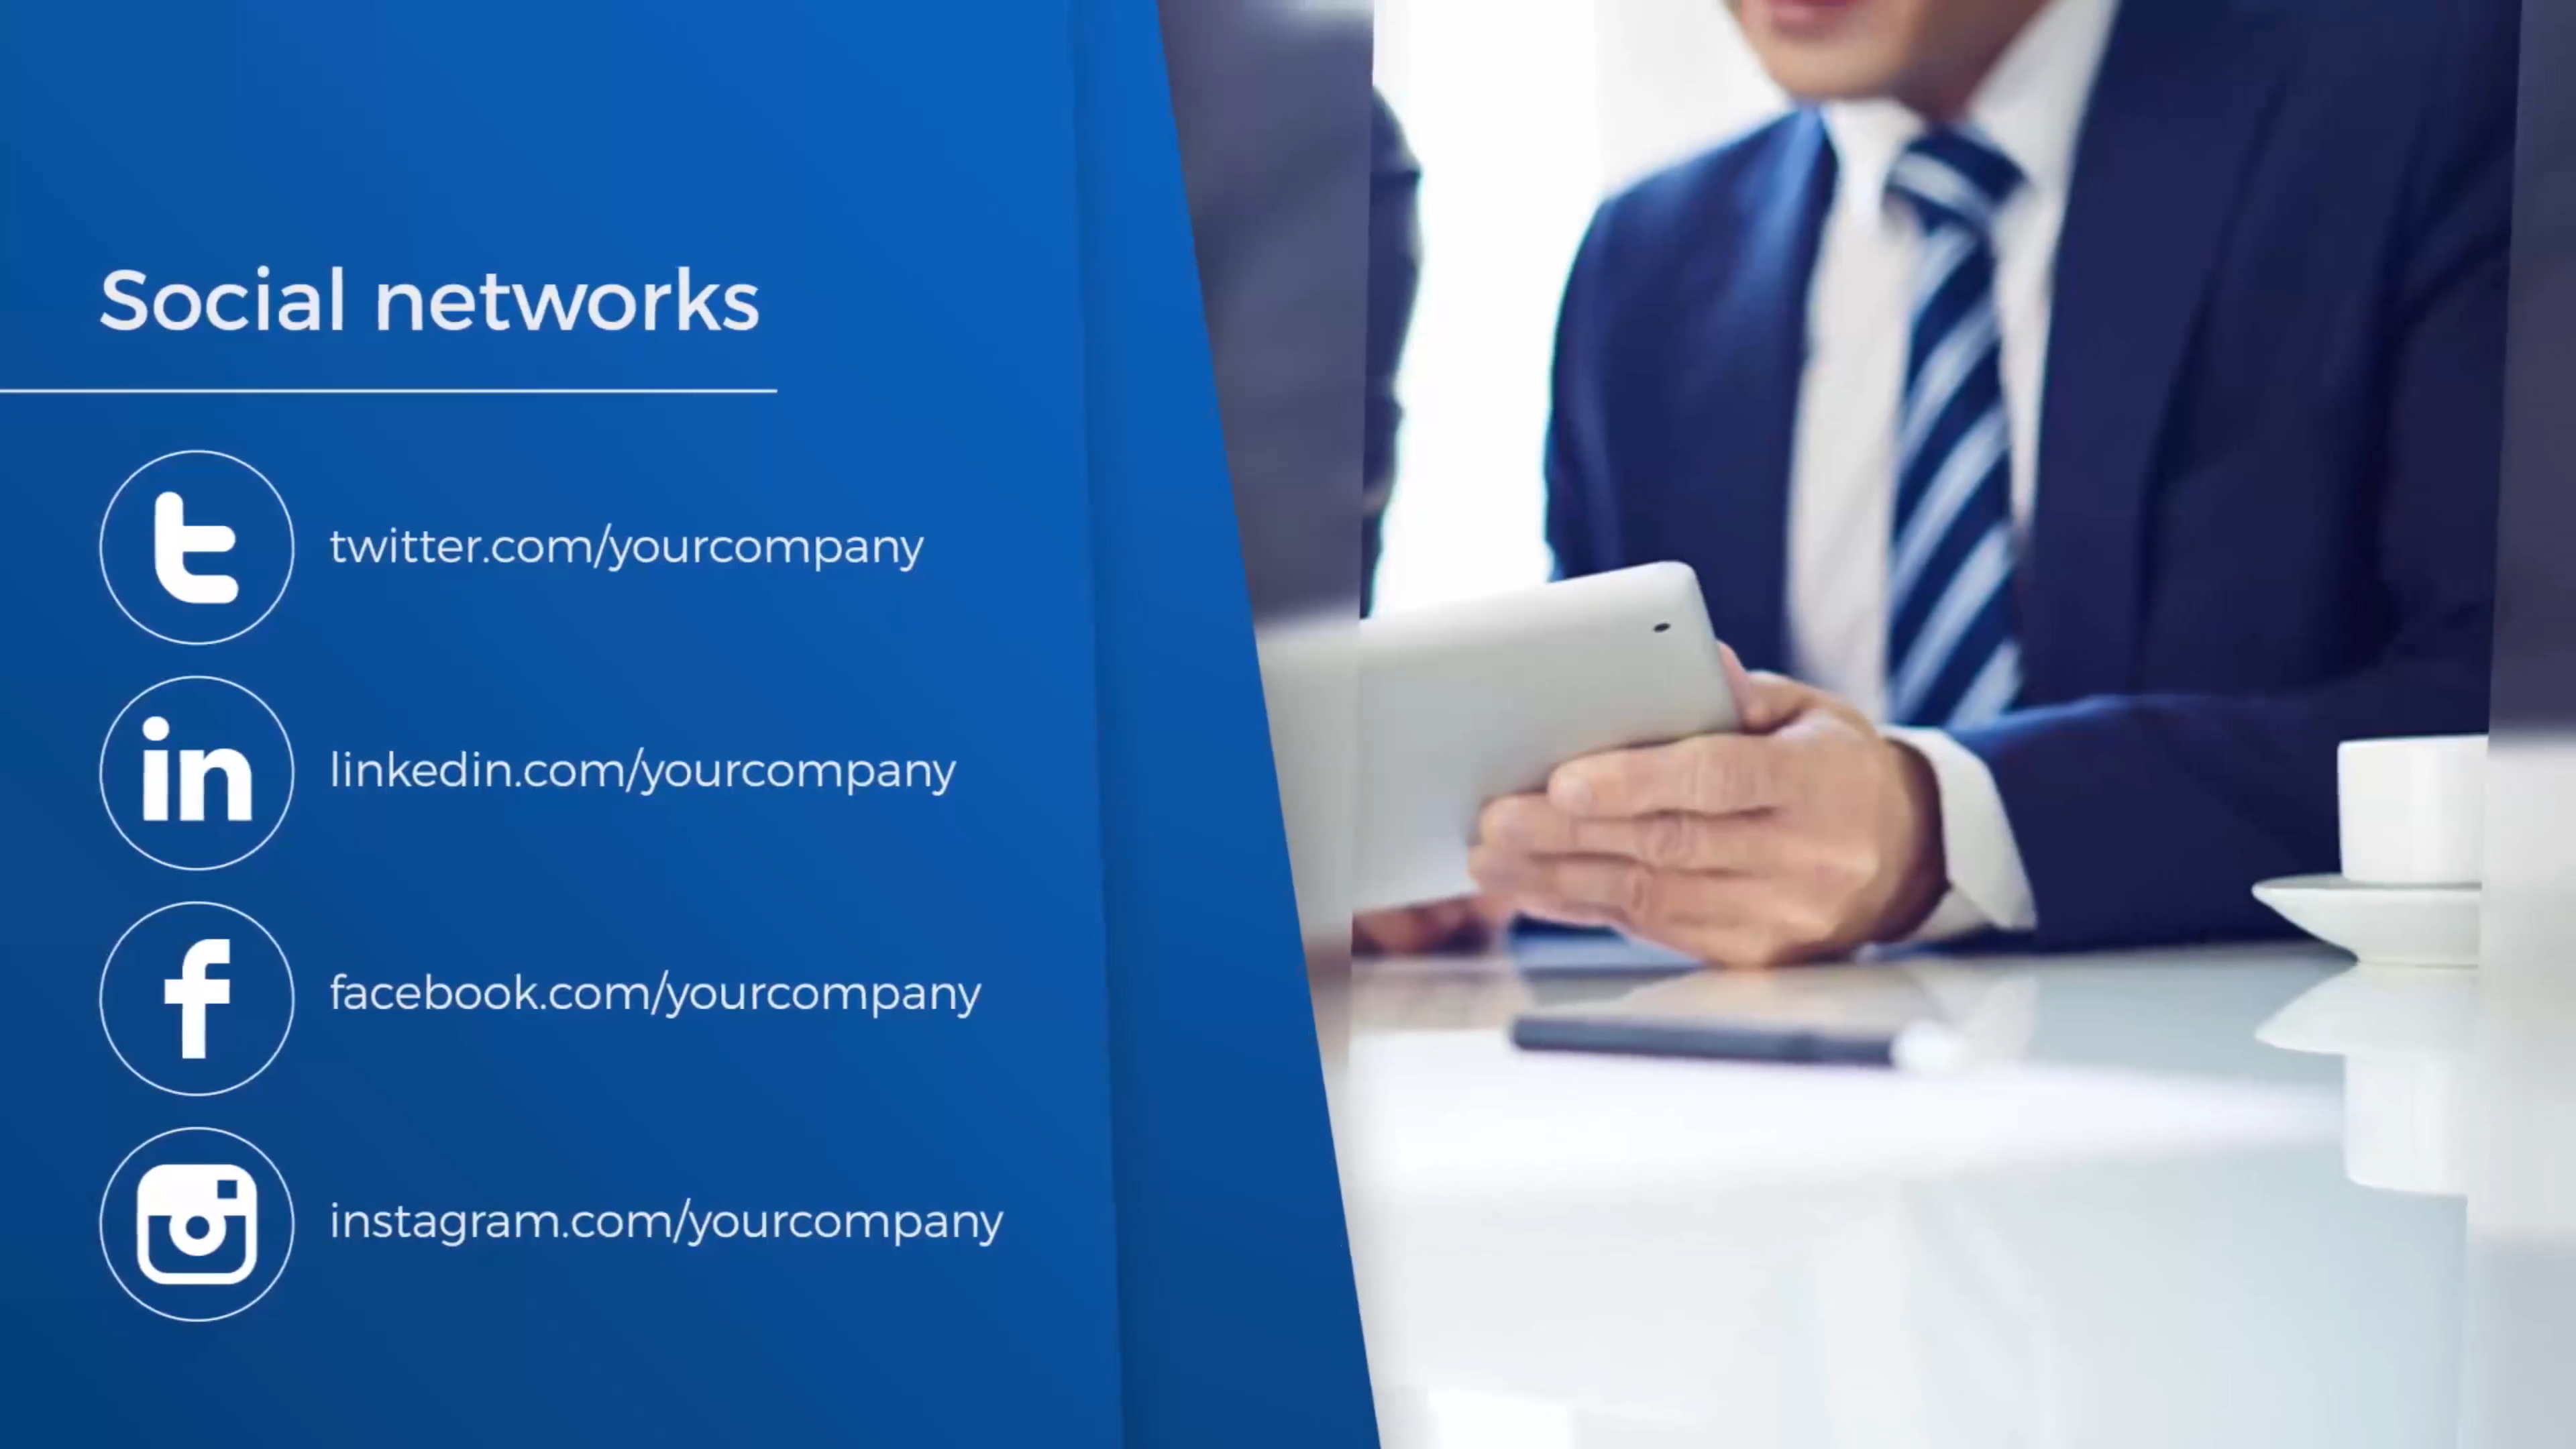 Social networks
twitter.com/yourcompany
linkedin.com/yourcompany
facebook.com/yourcompany
instagram.com/yourcompany